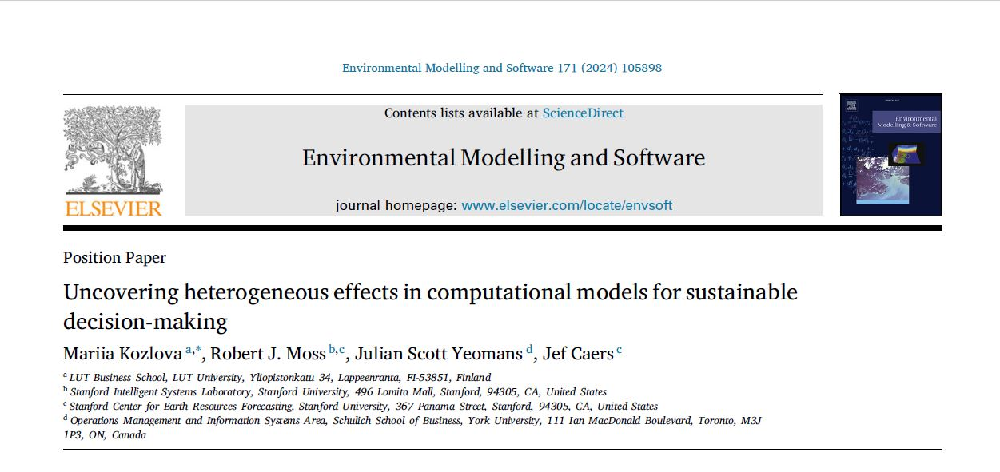 Environmental Modelling and Software 171 (2024) 105898
Contents lists available at ScienceDirect
Environmental Modelling and Software
journal homepage: www.elsevier.com/locate/envsoft
ELSEVIER
Environmental
Modelling & Software
Position Paper
Uncovering heterogeneous effects in computational models for sustainable
decision-making
Mariia Kozlova a,*, Robert J. Moss b,c, Julian Scott Yeomans d, Jef Caers c
a LUT Business School, LUT University, Yliopistonkatu 34, Lappeenranta, FI-53851, Finland
b Stanford Intelligent Systems Laboratory, Stanford University, 496 Lomita Mall, Stanford, 94305, CA, United States
c Stanford Center for Earth Resources Forecasting, Stanford University, 367 Panama Street, Stanford, 94305, CA, United States
d Operations Management and Information Systems Area, Schulich School of Business, York University, 111 Ian MacDonald Boulevard, Toronto, M3J
1P3, ON, Canada